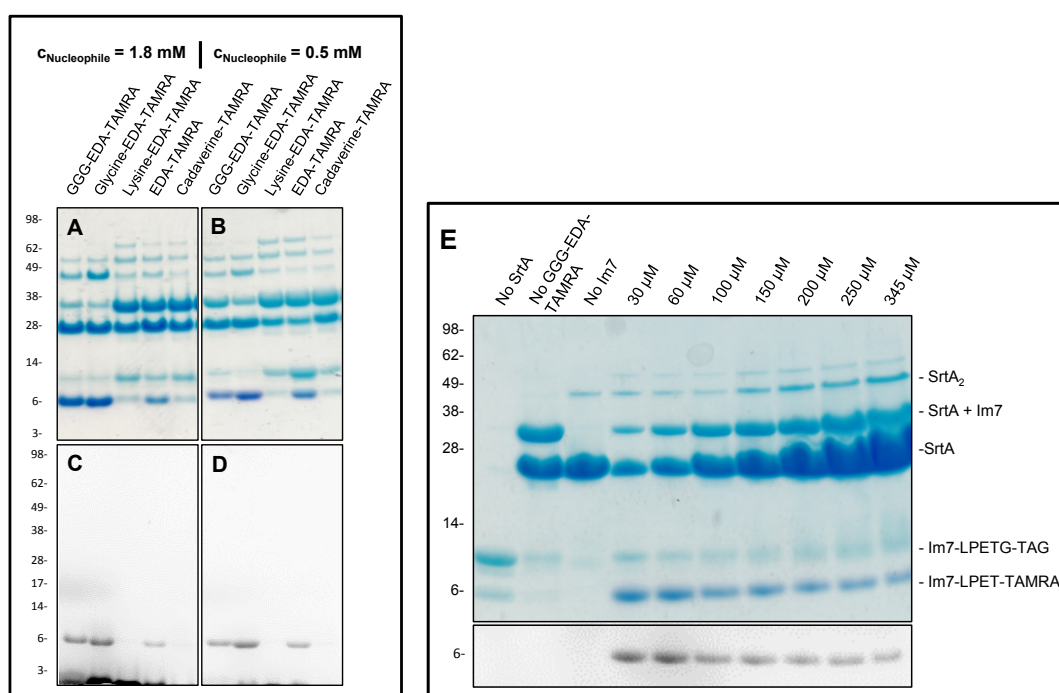 cNucleophile = 1.8 mM | cNucleophile = 0.5 mM
GGG-EDA-TAMRA
Glycine-EDA-TAMRA
Lysine-EDA-TAMRA
EDA-TAMRA
Cadaverine-TAMRA
GGG-EDA-TAMRA
Glycine-EDA-TAMRA
Lysine-EDA-TAMRA
EDA-TAMRA
Cadaverine-TAMRA
A
B
98-
62-
49-
38-
28-
14-
6-
3-
C
D
98-
62-
49-
38-
28-
17-
14-
6-
3-
E
No SrtA
No GGG-EDA-
TAMRA
No Im7
30 µM
60 µM
100 µM
150 µM
200 µM
250 µM
345 µM
98-
62-
49-
38-
28-
14-
6-
- SrtA2
- SrtA + Im7
-SrtA
- Im7-LPETG-TAG
- Im7-LPET-TAMRA
6-